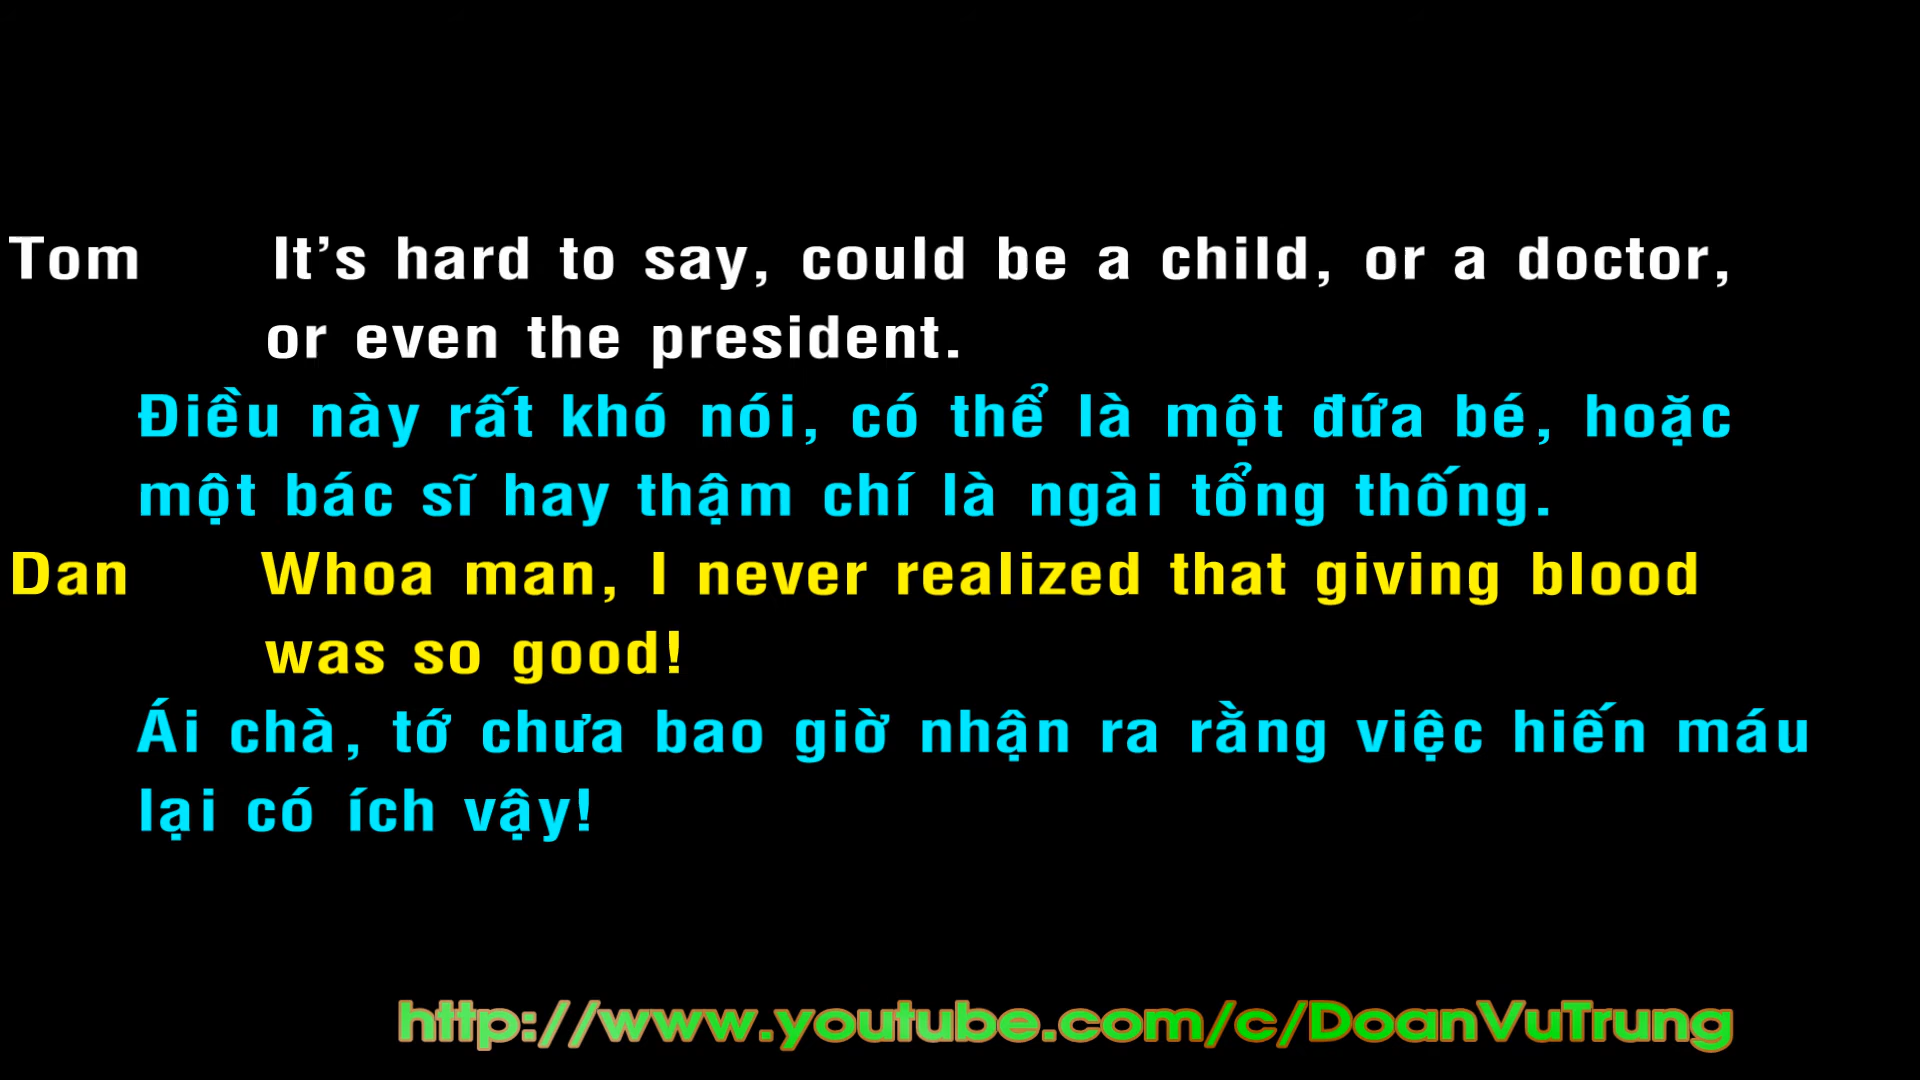 Tom It’s hard to say, could be a child, or a doctor,
or even the president.
Điều này rất khó nói, có thể là một đứa bé, hoặc
một bác sĩ hay thậm chí là ngài tổng thống.
Dan Whoa man, I never realized that giving blood
was so good!
Ái chà, tớ chưa bao giờ nhận ra rằng việc hiến máu
lại có ích vậy!
http://www.youtube.com/c/DoanVuTrung